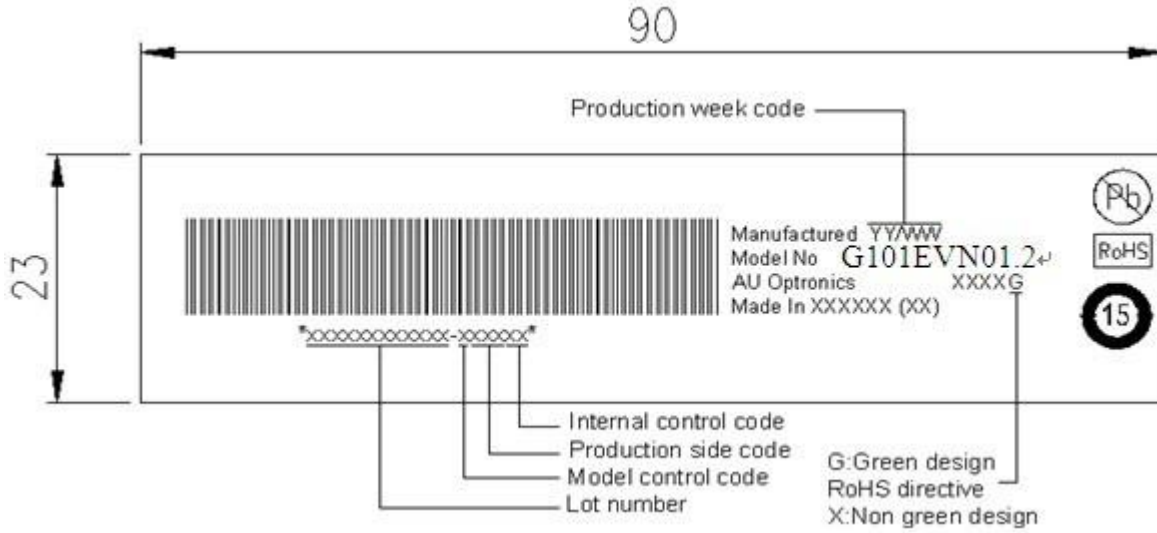 90
Production week code
23
Manufactured YY/WW
Model No G101EVN01.2↵
AU Optronics XXXXG
Made In XXXXXX (XX)
Pb
RoHS
15
*XXXXXXXXXXXX-XXXXXX*
Internal control code
Production side code
Model control code
Lot number
G:Green design
RoHS directive
X:Non green design